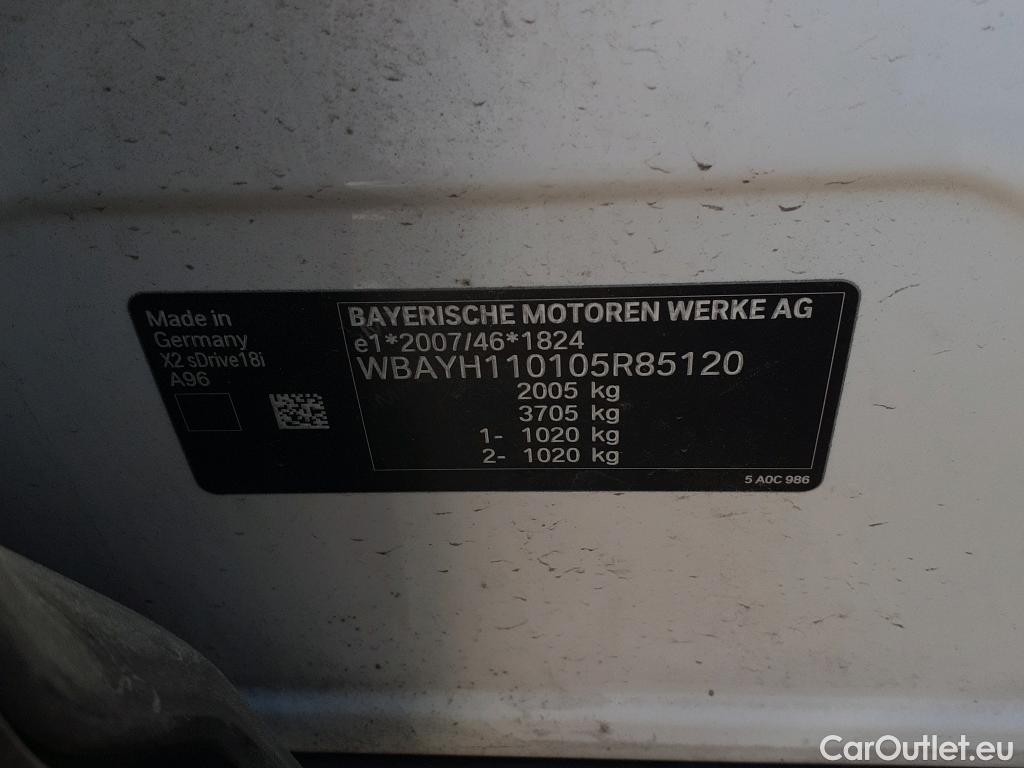 Made in
Germany
X2 sDrive18i
A96
BAYERISCHE MOTOREN WERKE AG
e1*2007/46*1824
WBAYH110105R85120
2005 kg
3705 kg
1- 1020 kg
2- 1020 kg
5 A0C 986
CarOutlet.eu